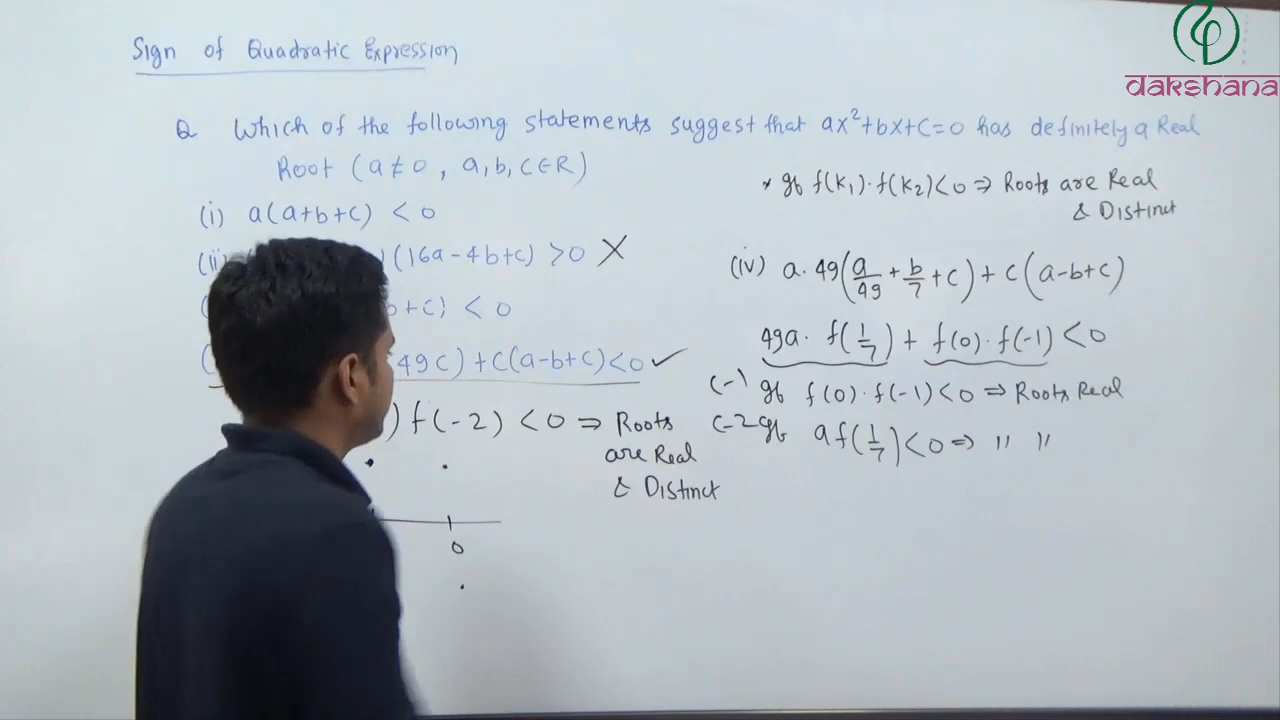 dakshana
Sign of Quadratic Expression
Q Which of the following statements suggest that ax²+bx+c=0 has definitely a Real
Root (a≠0, a,b,c∈R)
(i) a(a+b+c) < 0
(ii) (16a-4b+c) >0 X
b+c) < 0
49c)+c(a-b+c)<0 ✓
) f(-2) < 0 ⇒ Roots
are Real
& Distinct
0
* If f(k₁)·f(k₂)<0 ⇒ Roots are Real
& Distinct
(iv) a·49(a/49 + b/7 + c) + c(a-b+c)
49a·f(1/7) + f(0)·f(-1) <0
C-1 If f(0)·f(-1)<0 ⇒ Roots Real
C-2 If af(1/7)<0 ⇒ " "